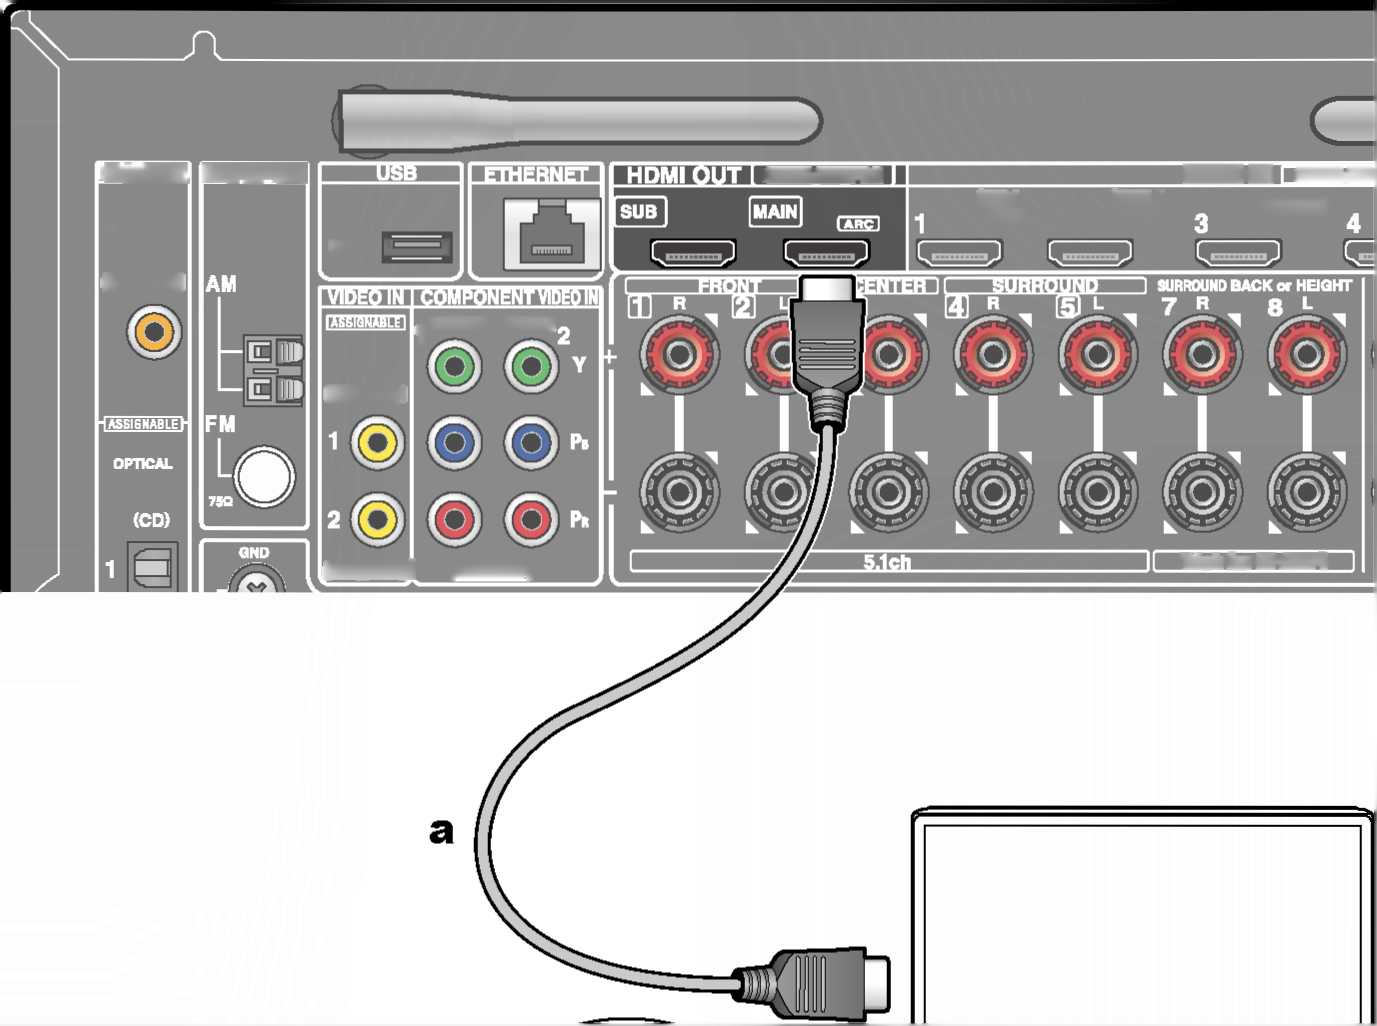 USB
ETHERNET
HDMI OUT
SUB
MAIN
ARC
1
3
4
AM
VIDEO IN
COMPONENT VIDEO IN
FRONT
CENTER
SURROUND
SURROUND BACK or HEIGHT
ASSIGNABLE
1 R
2 L
4 R
5 L
7 R
8 L
2
Y
+
ASSIGNABLE
FM
1
PB
OPTICAL
75Ω
(CD)
2
PR
−
GND
1
5.1ch
a